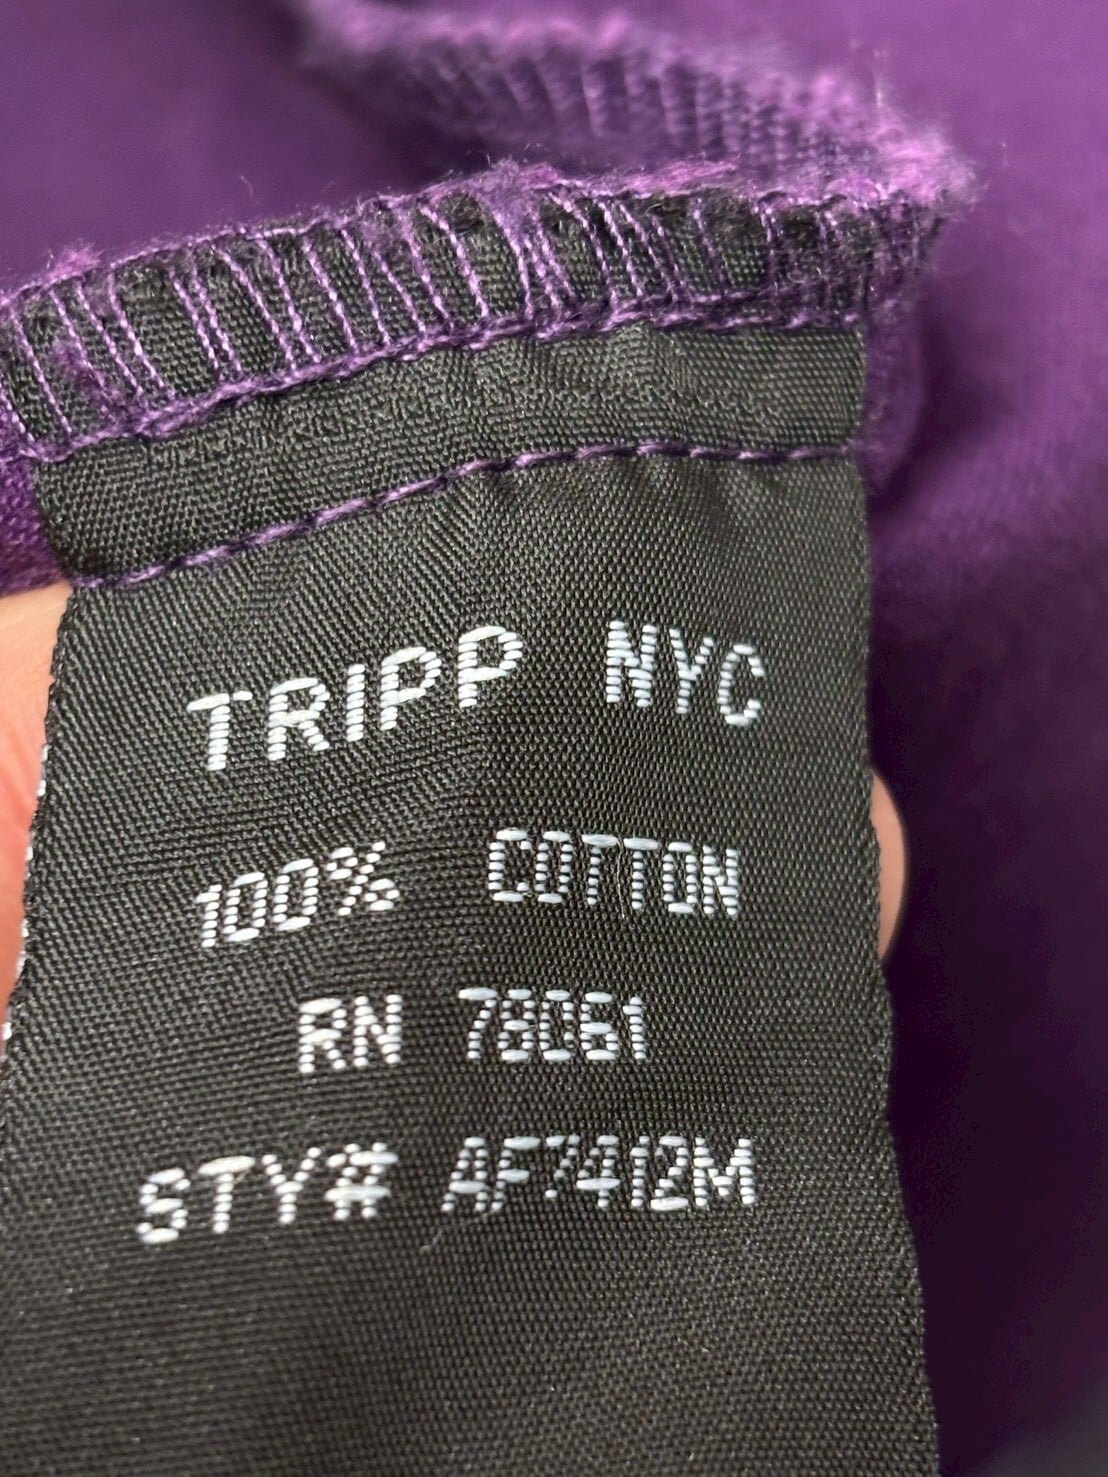 TRIPP NYC
100% COTTON
RN 78061
STY# AF7412M